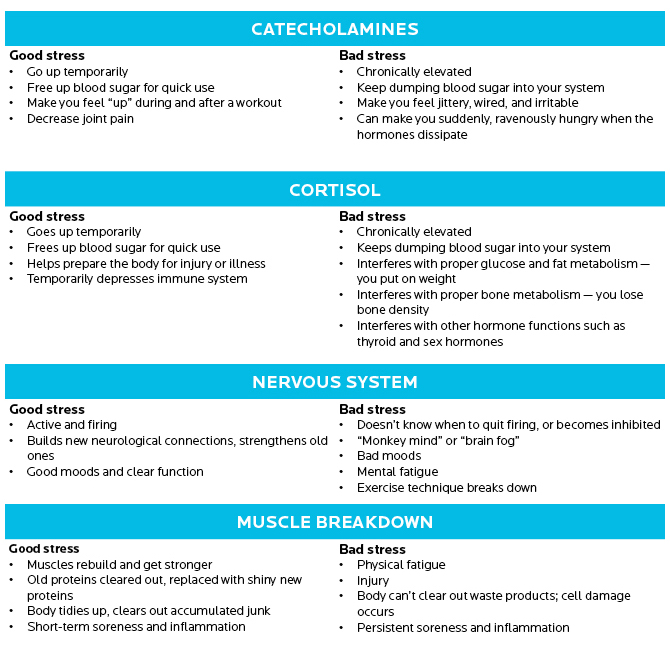 CATECHOLAMINES
Good stress
• Go up temporarily
• Free up blood sugar for quick use
• Make you feel “up” during and after a workout
• Decrease joint pain
Bad stress
• Chronically elevated
• Keep dumping blood sugar into your system
• Make you feel jittery, wired, and irritable
• Can make you suddenly, ravenously hungry when the
hormones dissipate
CORTISOL
Good stress
• Goes up temporarily
• Frees up blood sugar for quick use
• Helps prepare the body for injury or illness
• Temporarily depresses immune system
Bad stress
• Chronically elevated
• Keeps dumping blood sugar into your system
• Interferes with proper glucose and fat metabolism —
you put on weight
• Interferes with proper bone metabolism — you lose
bone density
• Interferes with other hormone functions such as
thyroid and sex hormones
NERVOUS SYSTEM
Good stress
• Active and firing
• Builds new neurological connections, strengthens old
ones
• Good moods and clear function
Bad stress
• Doesn’t know when to quit firing, or becomes inhibited
• “Monkey mind” or “brain fog”
• Bad moods
• Mental fatigue
• Exercise technique breaks down
MUSCLE BREAKDOWN
Good stress
• Muscles rebuild and get stronger
• Old proteins cleared out, replaced with shiny new
proteins
• Body tidies up, clears out accumulated junk
• Short-term soreness and inflammation
Bad stress
• Physical fatigue
• Injury
• Body can’t clear out waste products; cell damage
occurs
• Persistent soreness and inflammation